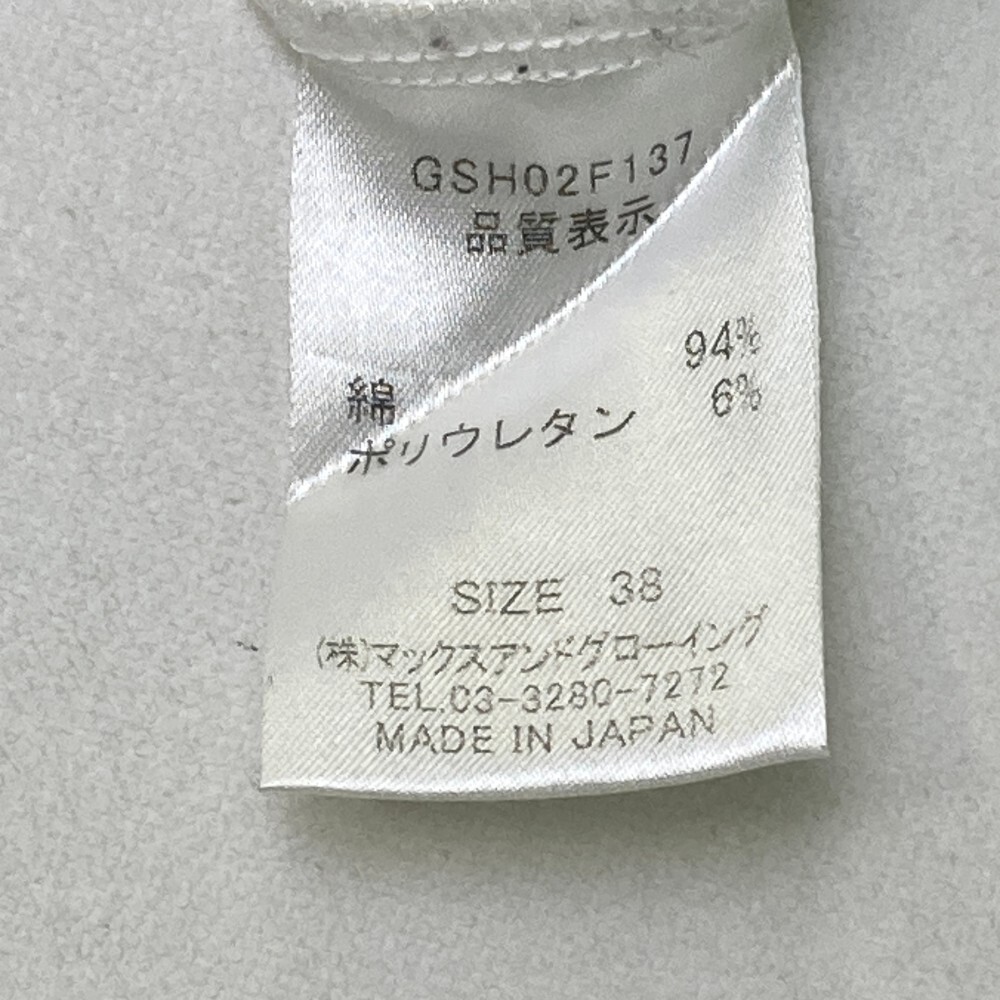 GSH02F137
品質表示
綿 94%
ポリウレタン 6%
SIZE 38
(株)マックスアンドグローイング
TEL.03-3280-7272
MADE IN JAPAN